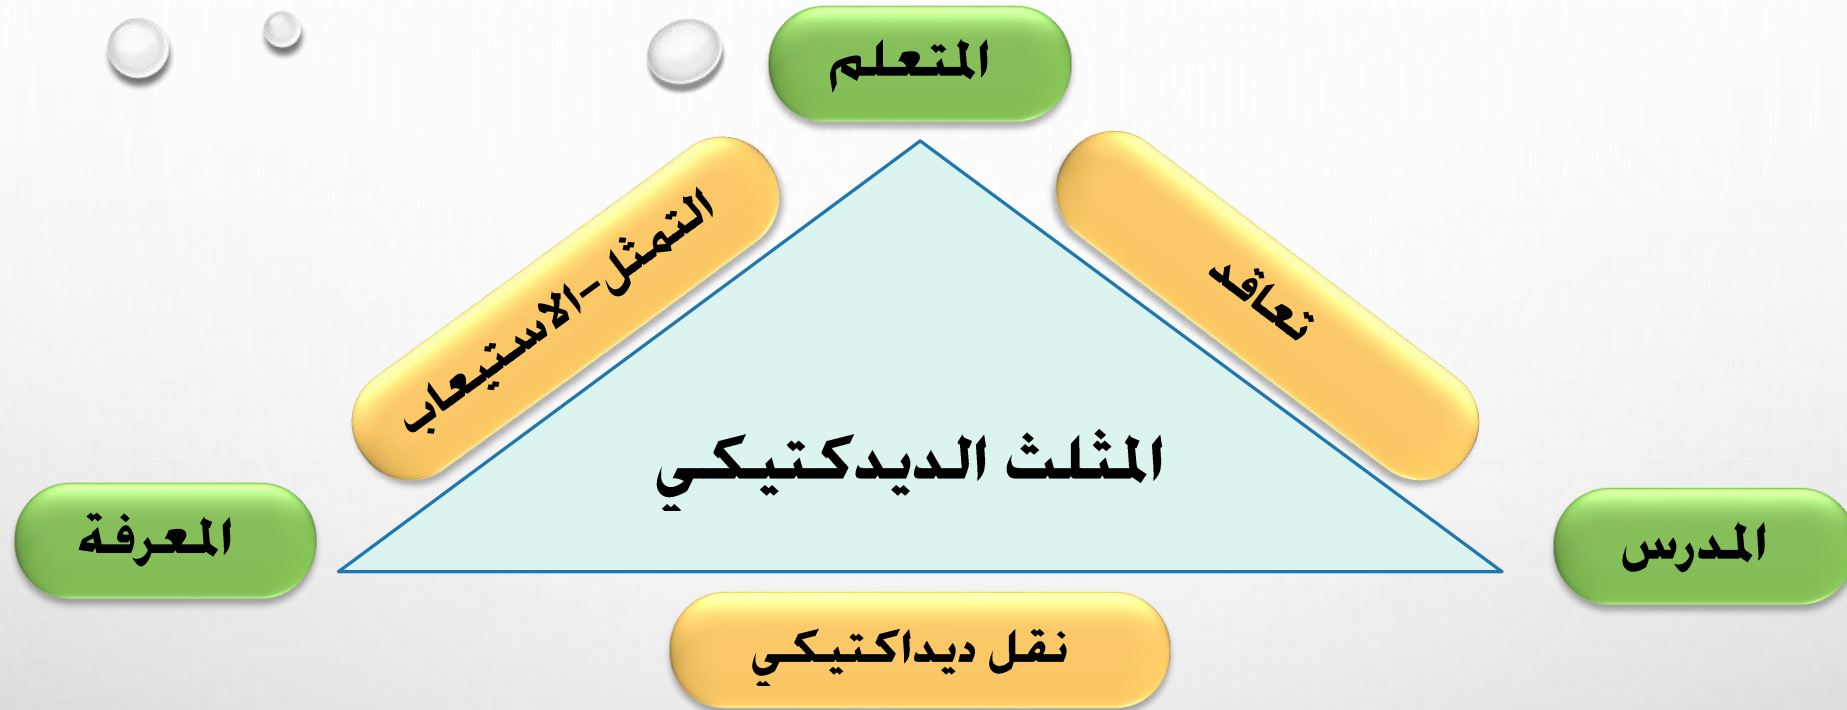 المتعلم
تعاقد
التمثل-الاستيعاب
المثلث الديدكتيكي
المدرس
المعرفة
نقل ديداكتيكي